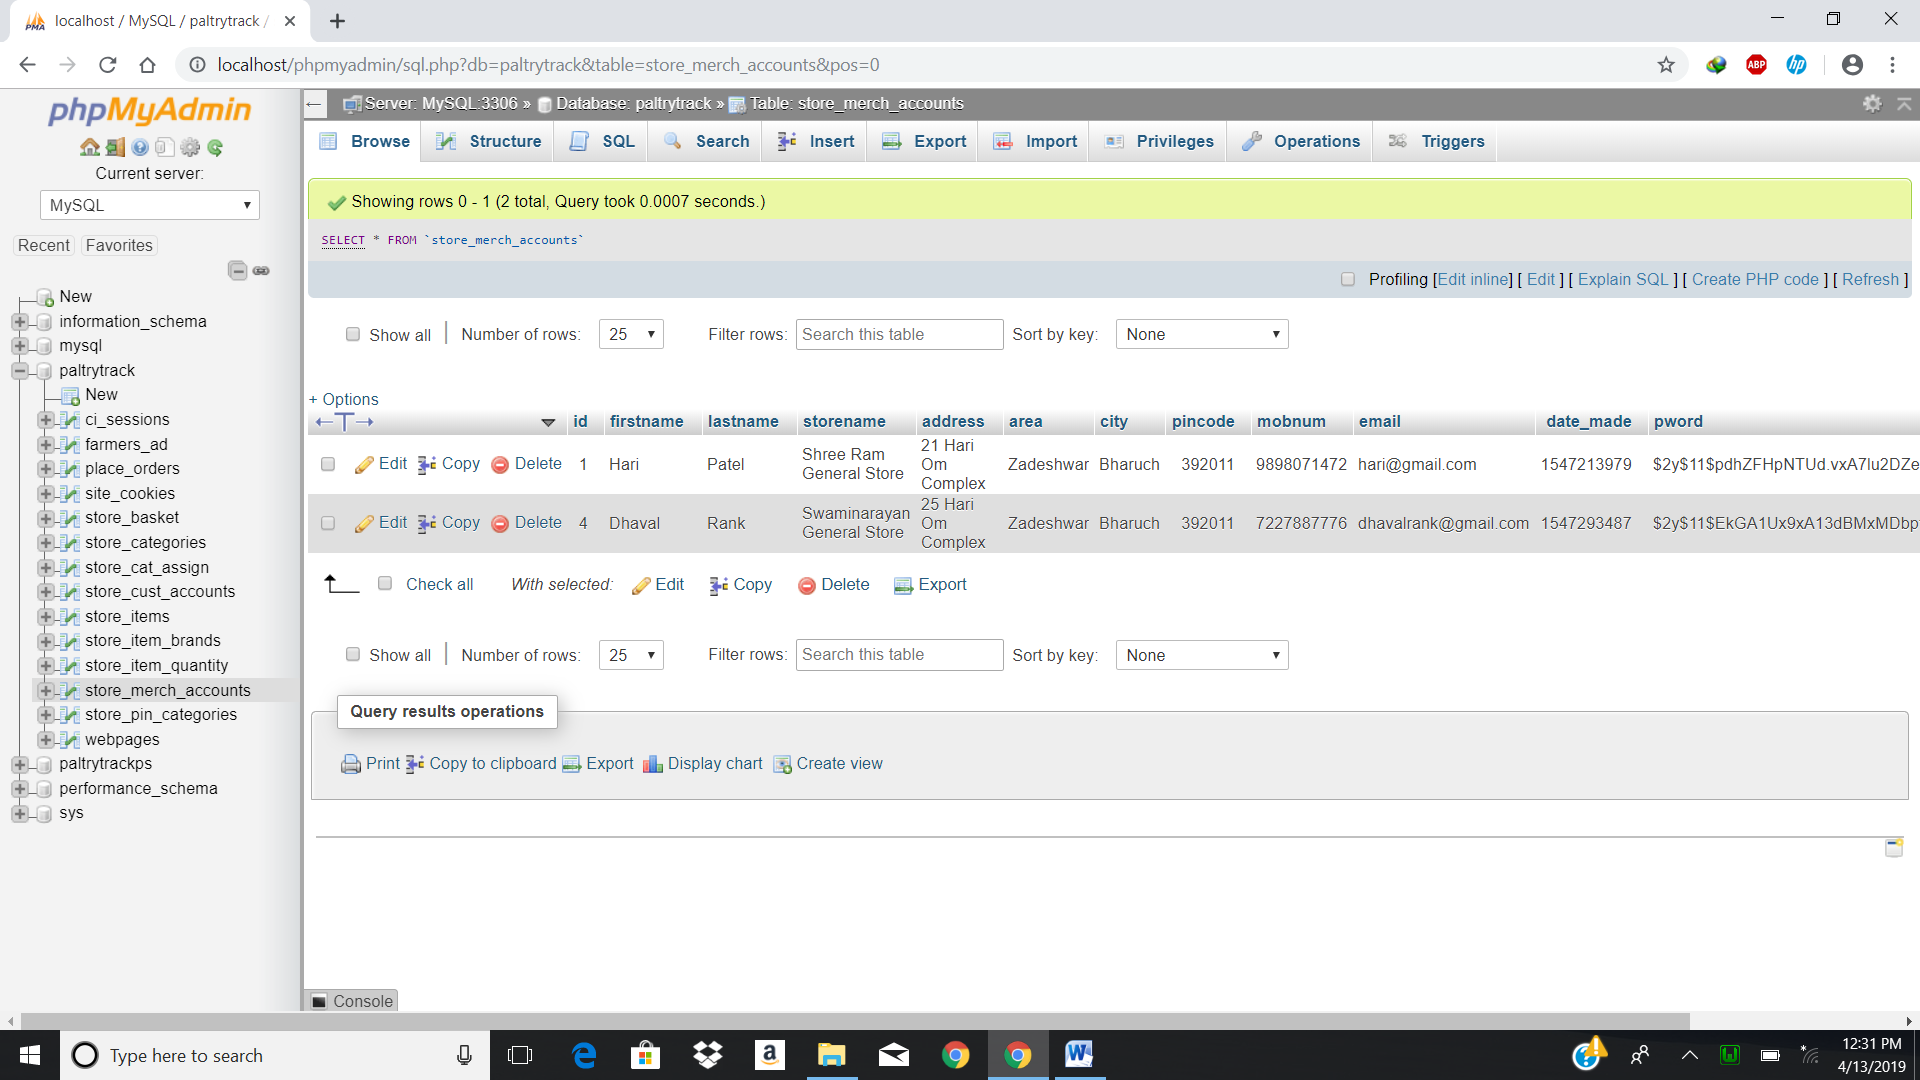 localhost / MySQL / paltrytrack /
localhost/phpmyadmin/sql.php?db=paltrytrack&table=store_merch_accounts&pos=0
ABP
hp
phpMyAdmin
Current server:
MySQL
Recent
Favorites
New
information_schema
mysql
paltrytrack
New
ci_sessions
farmers_ad
place_orders
site_cookies
store_basket
store_categories
store_cat_assign
store_cust_accounts
store_items
store_item_brands
store_item_quantity
store_merch_accounts
store_pin_categories
webpages
paltrytrackps
performance_schema
sys
Server: MySQL:3306 » Database: paltrytrack » Table: store_merch_accounts
Browse Structure SQL Search Insert Export Import Privileges Operations Triggers
Showing rows 0 - 1 (2 total, Query took 0.0007 seconds.)
SELECT * FROM `store_merch_accounts`
Profiling [Edit inline] [ Edit ] [ Explain SQL ] [ Create PHP code ] [ Refresh ]
Show all Number of rows: 25 Filter rows: Search this table Sort by key: None
+ Options
id firstname lastname storename address area city pincode mobnum email date_made pword
Edit Copy Delete 1 Hari Patel Shree Ram General Store 21 Hari Om Complex Zadeshwar Bharuch 392011 9898071472 hari@gmail.com 1547213979 $2y$11$pdhZFHpNTUd.vxA7lu2DZe
Edit Copy Delete 4 Dhaval Rank Swaminarayan General Store 25 Hari Om Complex Zadeshwar Bharuch 392011 7227887776 dhavalrank@gmail.com 1547293487 $2y$11$EkGA1Ux9xA13dBMxMDbp
Check all With selected: Edit Copy Delete Export
Show all Number of rows: 25 Filter rows: Search this table Sort by key: None
Query results operations
Print Copy to clipboard Export Display chart Create view
Console
Type here to search
12:31 PM
4/13/2019